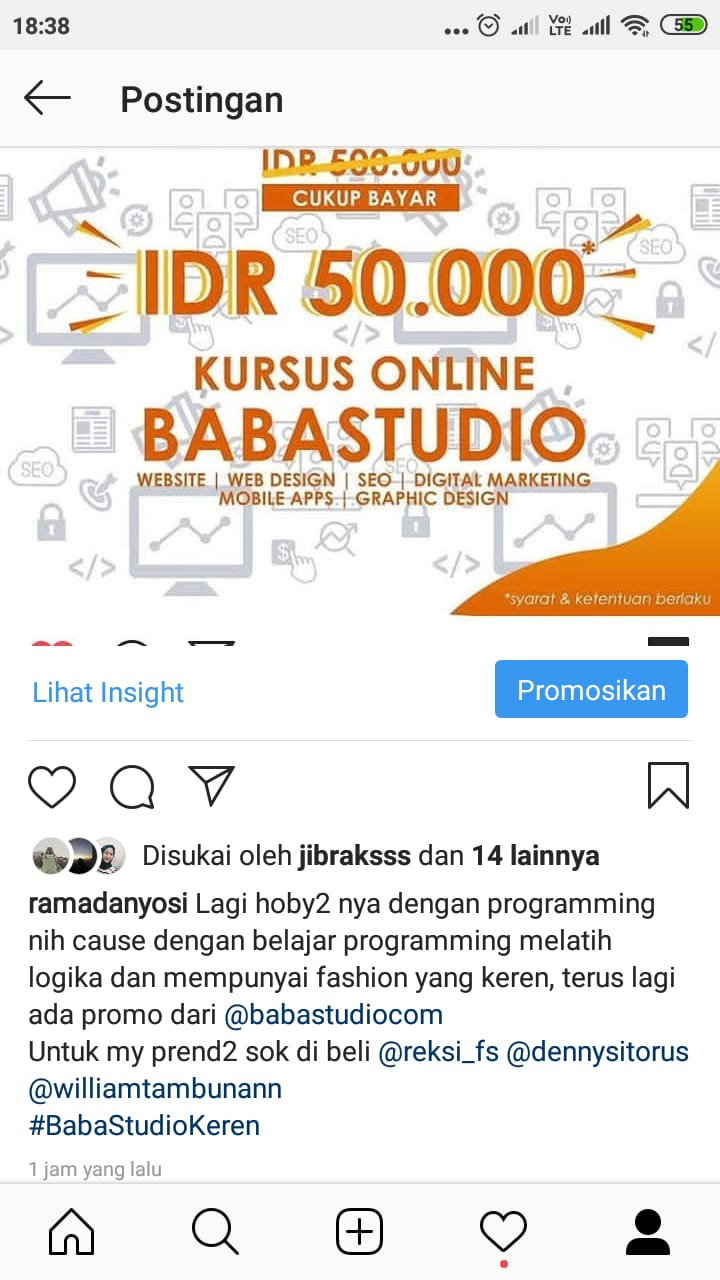 18:38
Vo))
LTE
55
Postingan
IDR 500.000
CUKUP BAYAR
IDR 50.000*
KURSUS ONLINE
BABASTUDIO
WEBSITE | WEB DESIGN | SEO | DIGITAL MARKETING
MOBILE APPS | GRAPHIC DESIGN
SEO
SEO
SEO
SEO
*syarat & ketentuan berlaku
Lihat Insight
Promosikan
Disukai oleh jibraksss dan 14 lainnya
ramadanyosi Lagi hoby2 nya dengan programming
nih cause dengan belajar programming melatih
logika dan mempunyai fashion yang keren, terus lagi
ada promo dari @babastudiocom
Untuk my prend2 sok di beli @reksi_fs @dennysitorus
@williamtambunann
#BabaStudioKeren
1 jam yang lalu